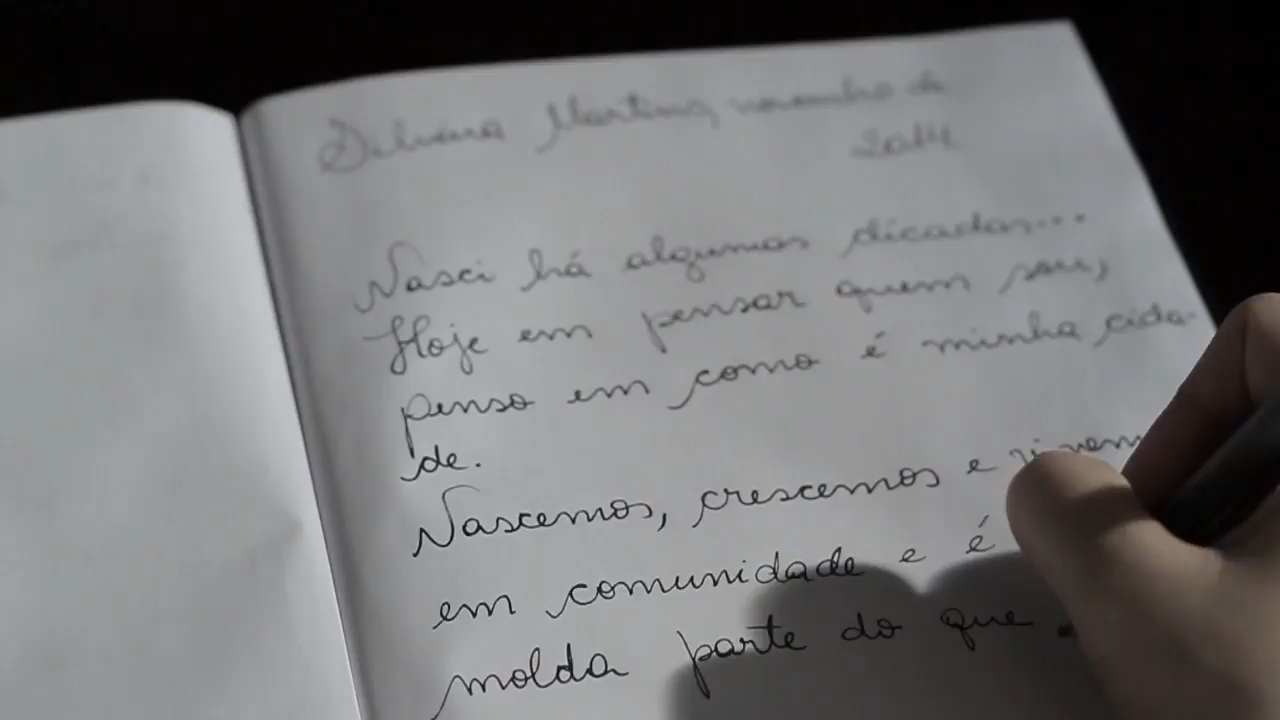 Silvana Martins, novembro de
2014
Nasci há algumas décadas...
Hoje em pensar quem sou,
penso em como é minha cida-
de.
Nascemos, crescemos e vivem
em comunidade e é
molda parte do que